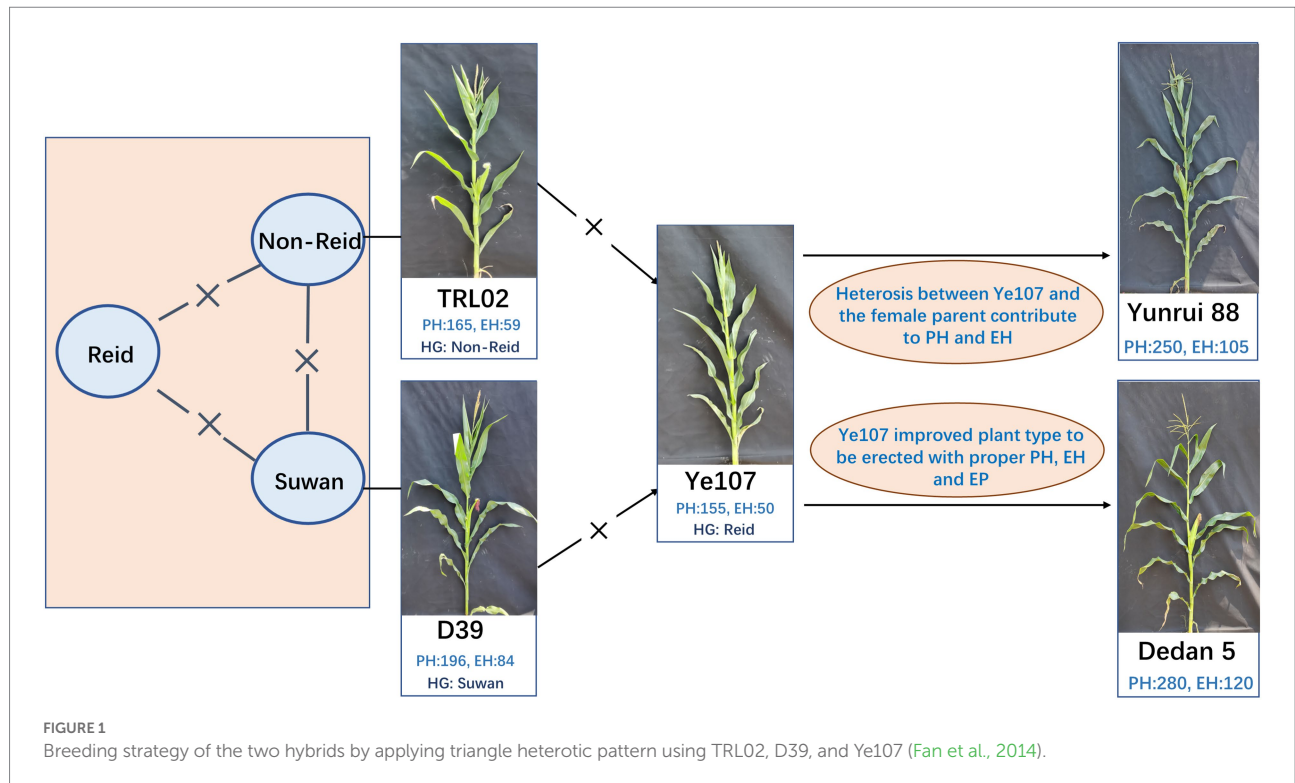 Non-Reid
Reid
Suwan
TRL02
PH:165, EH:59
HG: Non-Reid
D39
PH:196, EH:84
HG: Suwan
Ye107
PH:155, EH:50
HG: Reid
Heterosis between Ye107 and
the female parent contribute
to PH and EH
Ye107 improved plant type to
be erected with proper PH, EH
and EP
Yunrui 88
PH:250, EH:105
Dedan 5
PH:280, EH:120
FIGURE 1
Breeding strategy of the two hybrids by applying triangle heterotic pattern using TRL02, D39, and Ye107 (Fan et al., 2014).